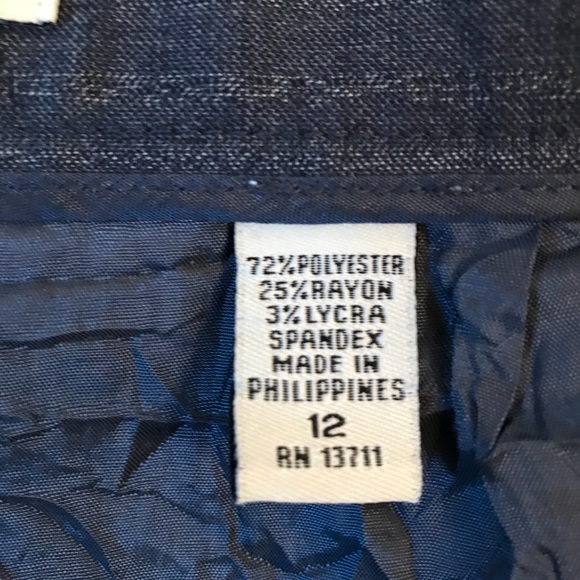 72%POLYESTER
25%RAYON
3%LYCRA
SPANDEX
MADE IN
PHILIPPINES
12
RN 13711